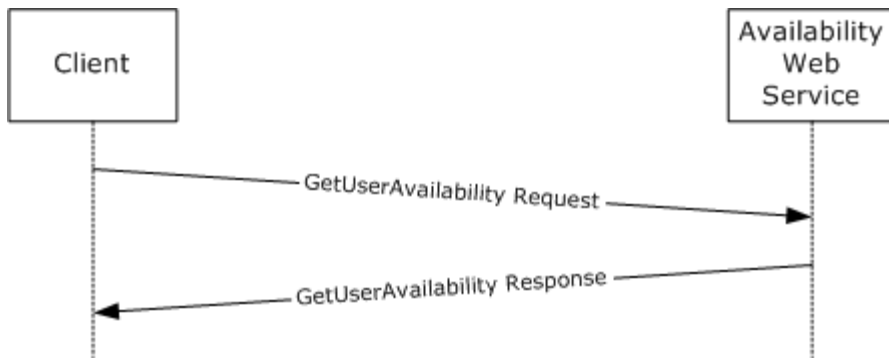 Client
Availability
Web
Service
GetUserAvailability Request
GetUserAvailability Response